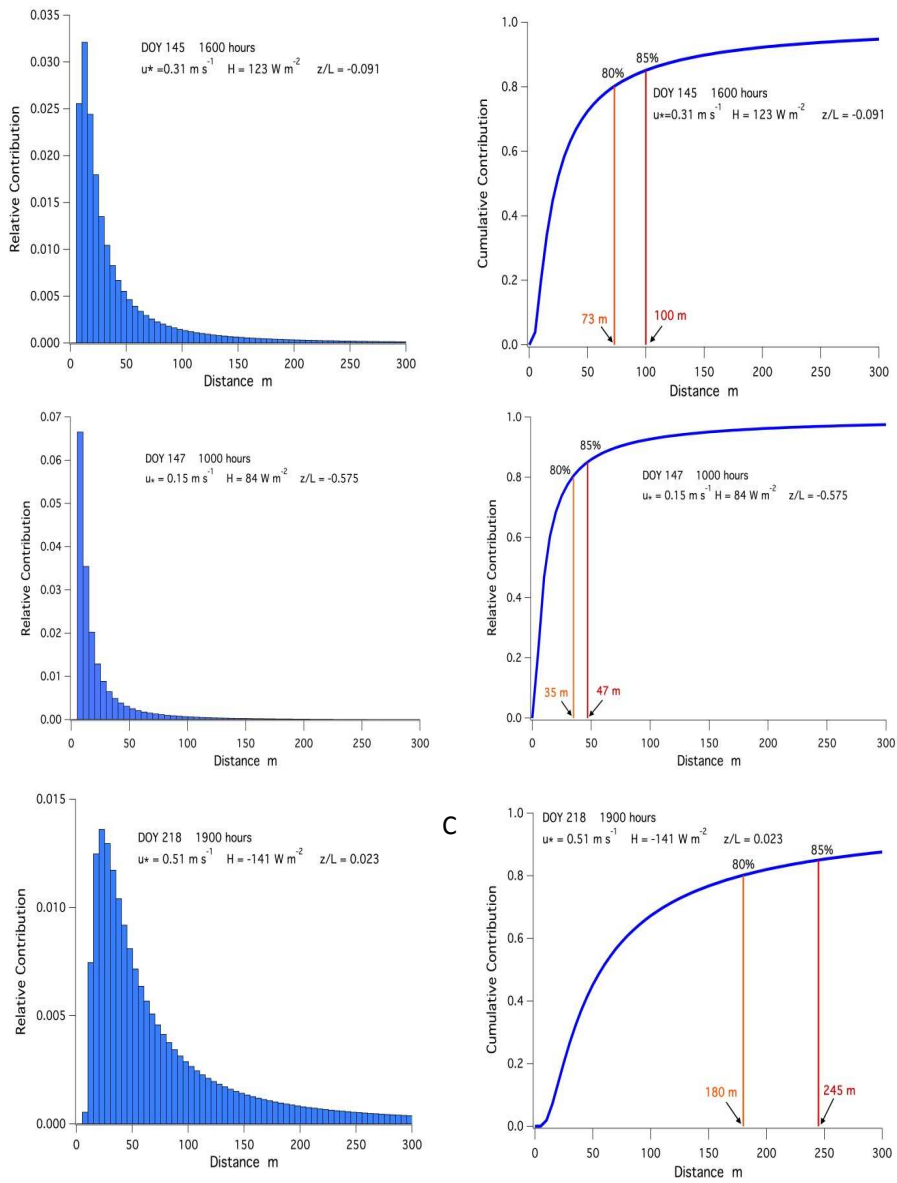 0.035
0.030
0.025
0.020
0.015
0.010
0.005
0.000
Relative Contribution
DOY 145 1600 hours
u* =0.31 m s⁻¹ H = 123 W m⁻² z/L = -0.091
0 50 100 150 200 250 300
Distance m
1.0
0.8
0.6
0.4
0.2
0.0
Cumulative Contribution
80%
85%
DOY 145 1600 hours
u*=0.31 m s⁻¹ H = 123 W m⁻² z/L = -0.091
73 m
100 m
0 50 100 150 200 250 300
Distance m
0.07
0.06
0.05
0.04
0.03
0.02
0.01
0.00
Relative Contribution
DOY 147 1000 hours
u* = 0.15 m s⁻¹ H = 84 W m⁻² z/L = -0.575
0 50 100 150 200 250 300
Distance m
1.0
0.8
0.6
0.4
0.2
0.0
Relative Contribution
80%
85%
DOY 147 1000 hours
u* = 0.15 m s⁻¹ H = 84 W m⁻² z/L = -0.575
35 m
47 m
0 50 100 150 200 250 300
Distance m
0.015
0.010
0.005
0.000
Relative Contribution
DOY 218 1900 hours
u* = 0.51 m s⁻¹ H = -141 W m⁻² z/L = 0.023
0 50 100 150 200 250 300
Distance m
C
1.0
0.8
0.6
0.4
0.2
0.0
Cumulative Contribution
DOY 218 1900 hours
u* = 0.51 m s⁻¹ H = -141 W m⁻² z/L = 0.023
80%
85%
180 m
245 m
0 50 100 150 200 250 300
Distance m